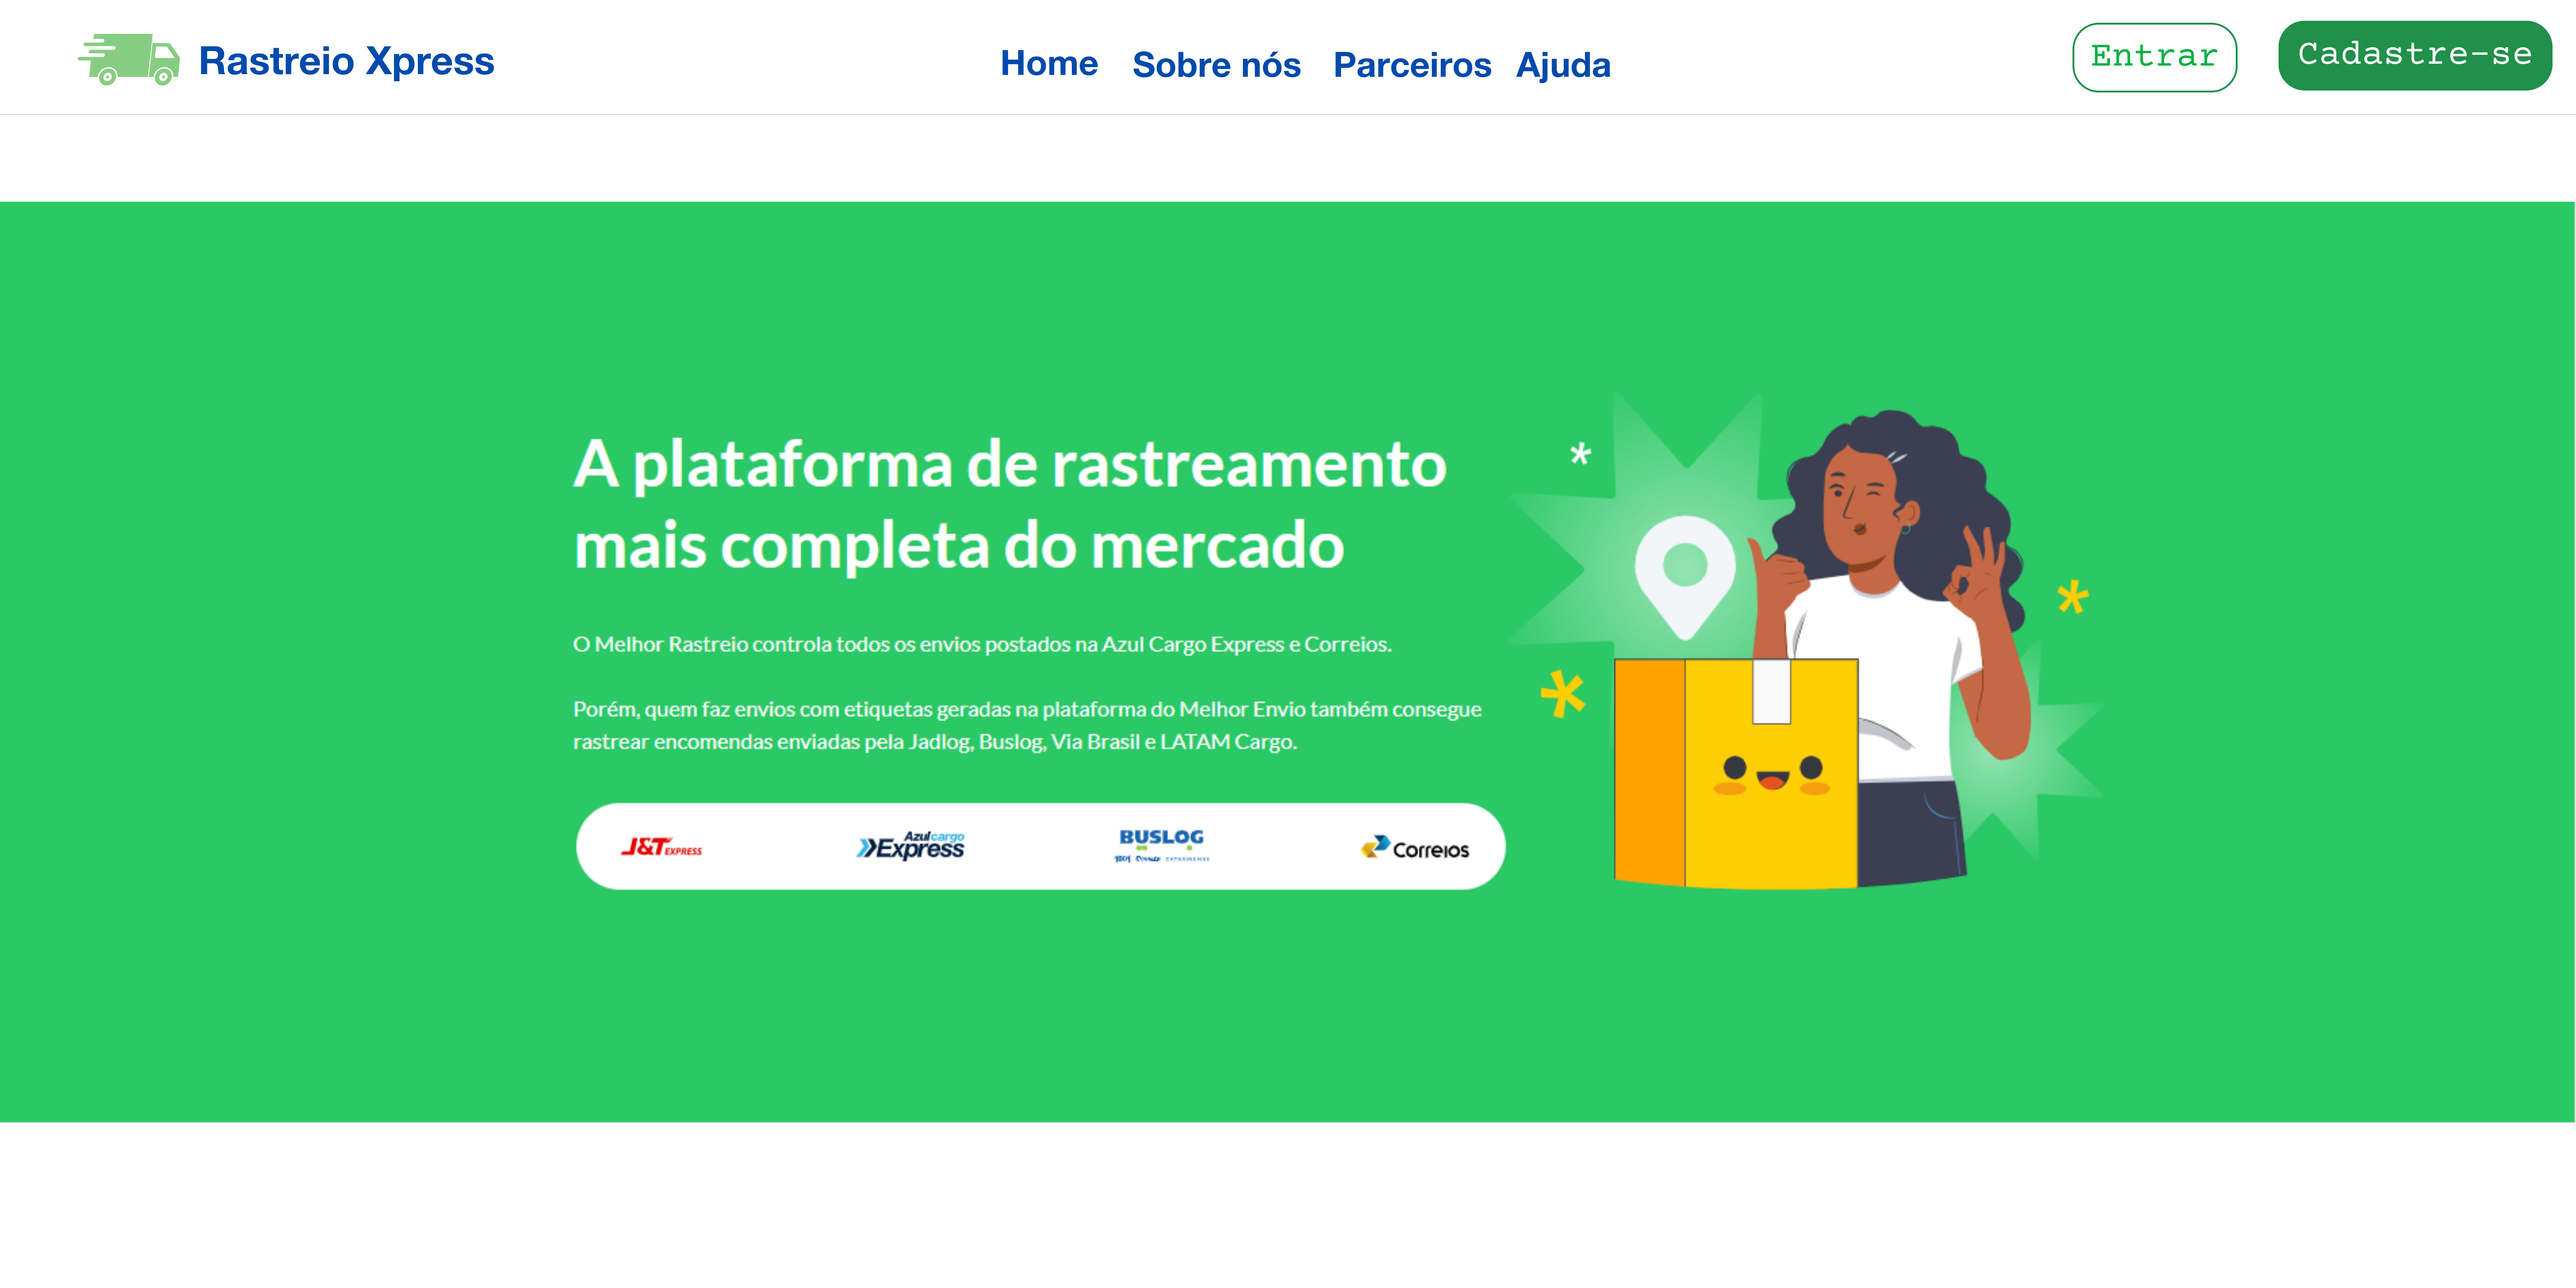 Rastreio Xpress
Home Sobre nós Parceiros Ajuda
Entrar
Cadastre-se
A plataforma de rastreamento
mais completa do mercado
O Melhor Rastreio controla todos os envios postados na Azul Cargo Express e Correios.
Porém, quem faz envios com etiquetas geradas na plataforma do Melhor Envio também consegue
rastrear encomendas enviadas pela Jadlog, Buslog, Via Brasil e LATAM Cargo.
J&T EXPRESS
Azul cargo
Express
BUSLOG
CATARINENSE
Correios